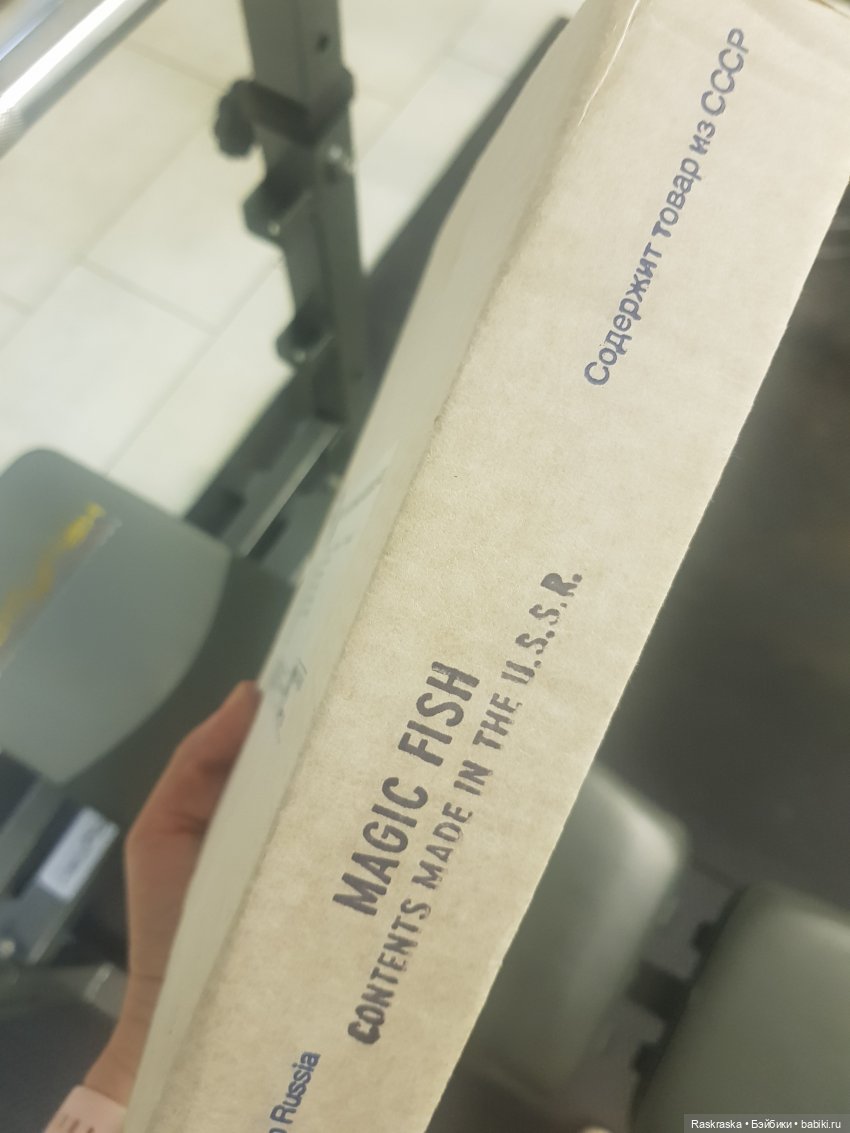 Содержит товар из СССР
MAGIC FISH
CONTENTS MADE IN THE U.S.S.R.
Russia
Raskraska • Бэйбики • babiki.ru